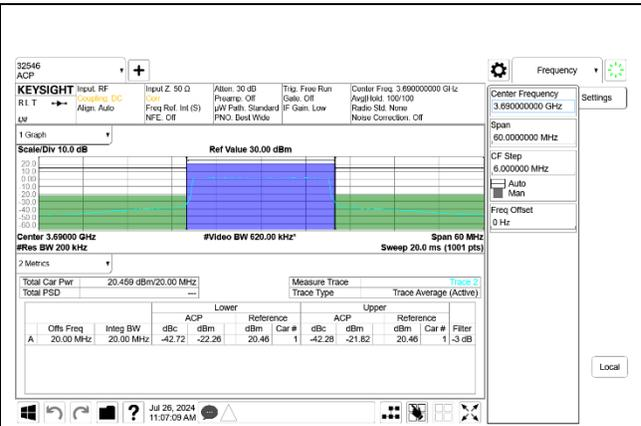 32546
ACP
Frequency
KEYSIGHT Input: RF Input Z: 50 Ω Atten: 30 dB Trig: Free Run Center Freq: 3.690000000 GHz
R L T Coupling: DC Corr Preamp: Off Gate: Off Avg|Hold: 100/100
Align: Auto Freq Ref: Int (S) µW Path: Standard IF Gain: Low Radio Std: None
NFE: Off PNO: Best Wide Noise Correction: Off
Center Frequency
3.690000000 GHz
Settings
Span
60.0000000 MHz
CF Step
6.000000 MHz
Auto
Man
Freq Offset
0 Hz
1 Graph
Scale/Div 10.0 dB Ref Value 30.00 dBm
20.0
10.0
0.00
-10.0
-20.0
-30.0
-40.0
-50.0
-60.0
Center 3.69000 GHz #Video BW 620.00 kHz* Span 60 MHz
#Res BW 200 kHz Sweep 20.0 ms (1001 pts)
2 Metrics
Total Car Pwr 20.459 dBm/20.00 MHz Measure Trace Trace 2
Total PSD --- Trace Type Trace Average (Active)
Lower Upper
ACP Reference ACP Reference
Offs Freq Integ BW dBc dBm dBm Car # dBc dBm dBm Car # Filter
A 20.00 MHz 20.00 MHz -42.72 -22.26 20.46 1 -42.28 -21.82 20.46 1 -3 dB
Local
? Jul 26, 2024
11:07:09 AM